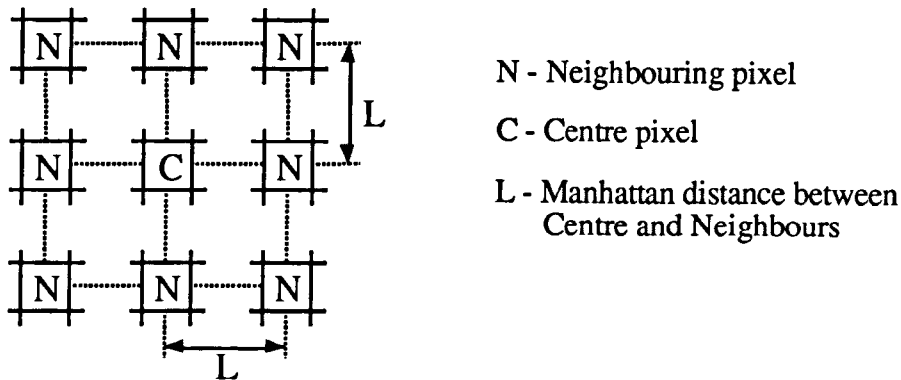 N N N
L
N C N
N N N
L
N - Neighbouring pixel
C - Centre pixel
L - Manhattan distance between
Centre and Neighbours